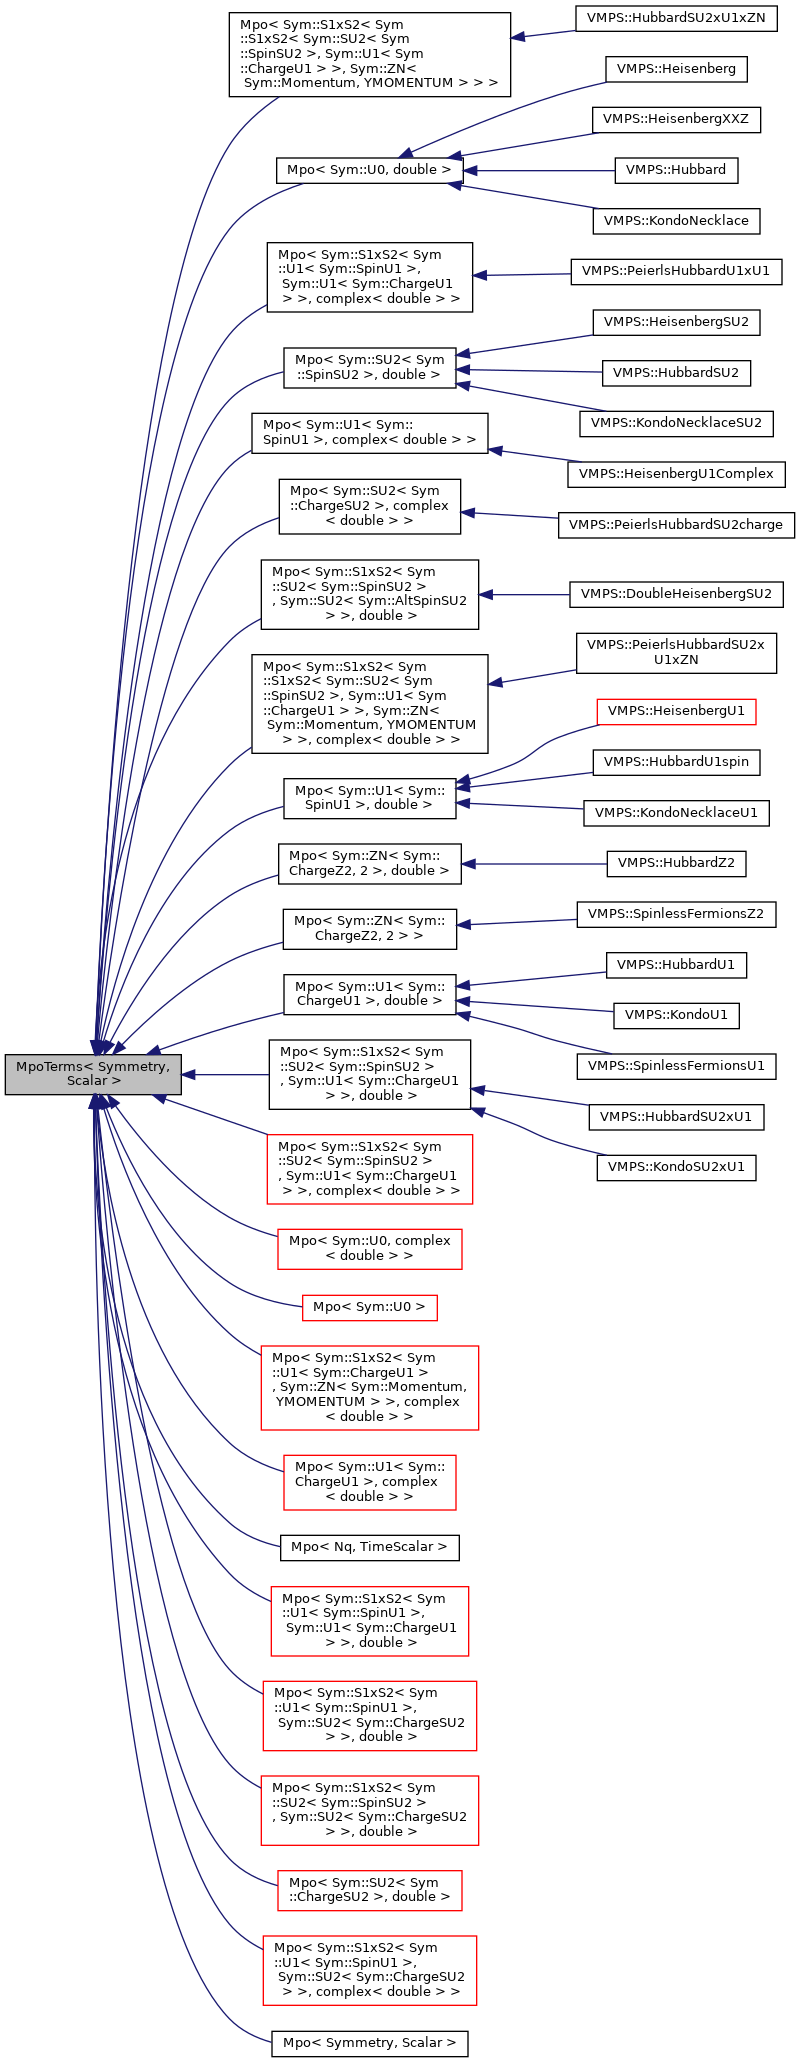 Mpo< Sym::S1xS2< Sym
::S1xS2< Sym::SU2< Sym
::SpinSU2 >, Sym::U1< Sym
::ChargeU1 > >, Sym::ZN<
Sym::Momentum, YMOMENTUM > > >
VMPS::HubbardSU2xU1xZN
VMPS::Heisenberg
VMPS::HeisenbergXXZ
Mpo< Sym::U0, double >
VMPS::Hubbard
VMPS::KondoNecklace
Mpo< Sym::S1xS2< Sym
::U1< Sym::SpinU1 >,
Sym::U1< Sym::ChargeU1
> >, complex< double > >
VMPS::PeierlsHubbardU1xU1
VMPS::HeisenbergSU2
Mpo< Sym::SU2< Sym
::SpinSU2 >, double >
VMPS::HubbardSU2
VMPS::KondoNecklaceSU2
Mpo< Sym::U1< Sym::
SpinU1 >, complex< double > >
VMPS::HeisenbergU1Complex
Mpo< Sym::SU2< Sym
::ChargeSU2 >, complex
< double > >
VMPS::PeierlsHubbardSU2charge
Mpo< Sym::S1xS2< Sym
::SU2< Sym::SpinSU2 >
, Sym::SU2< Sym::AltSpinSU2
> >, double >
VMPS::DoubleHeisenbergSU2
Mpo< Sym::S1xS2< Sym
::S1xS2< Sym::SU2< Sym
::SpinSU2 >, Sym::U1< Sym
::ChargeU1 > >, Sym::ZN<
Sym::Momentum, YMOMENTUM
> >, complex< double > >
VMPS::PeierlsHubbardSU2x
U1xZN
VMPS::HeisenbergU1
VMPS::HubbardU1spin
Mpo< Sym::U1< Sym::
SpinU1 >, double >
VMPS::KondoNecklaceU1
Mpo< Sym::ZN< Sym::
ChargeZ2, 2 >, double >
VMPS::HubbardZ2
Mpo< Sym::ZN< Sym::
ChargeZ2, 2 > >
VMPS::SpinlessFermionsZ2
VMPS::HubbardU1
Mpo< Sym::U1< Sym::
ChargeU1 >, double >
VMPS::KondoU1
VMPS::SpinlessFermionsU1
MpoTerms< Symmetry,
Scalar >
Mpo< Sym::S1xS2< Sym
::SU2< Sym::SpinSU2 >
, Sym::U1< Sym::ChargeU1
> >, double >
VMPS::HubbardSU2xU1
VMPS::KondoSU2xU1
Mpo< Sym::S1xS2< Sym
::SU2< Sym::SpinSU2 >
, Sym::U1< Sym::ChargeU1
> >, complex< double > >
Mpo< Sym::U0, complex
< double > >
Mpo< Sym::U0 >
Mpo< Sym::S1xS2< Sym
::U1< Sym::ChargeU1 >
, Sym::ZN< Sym::Momentum,
YMOMENTUM > >, complex
< double > >
Mpo< Sym::U1< Sym::
ChargeU1 >, complex
< double > >
Mpo< Nq, TimeScalar >
Mpo< Sym::S1xS2< Sym
::U1< Sym::SpinU1 >,
Sym::U1< Sym::ChargeU1
> >, double >
Mpo< Sym::S1xS2< Sym
::U1< Sym::SpinU1 >,
Sym::SU2< Sym::ChargeSU2
> >, double >
Mpo< Sym::S1xS2< Sym
::SU2< Sym::SpinSU2 >
, Sym::SU2< Sym::ChargeSU2
> >, double >
Mpo< Sym::SU2< Sym
::ChargeSU2 >, double >
Mpo< Sym::S1xS2< Sym
::U1< Sym::SpinU1 >,
Sym::SU2< Sym::ChargeSU2
> >, complex< double > >
Mpo< Symmetry, Scalar >